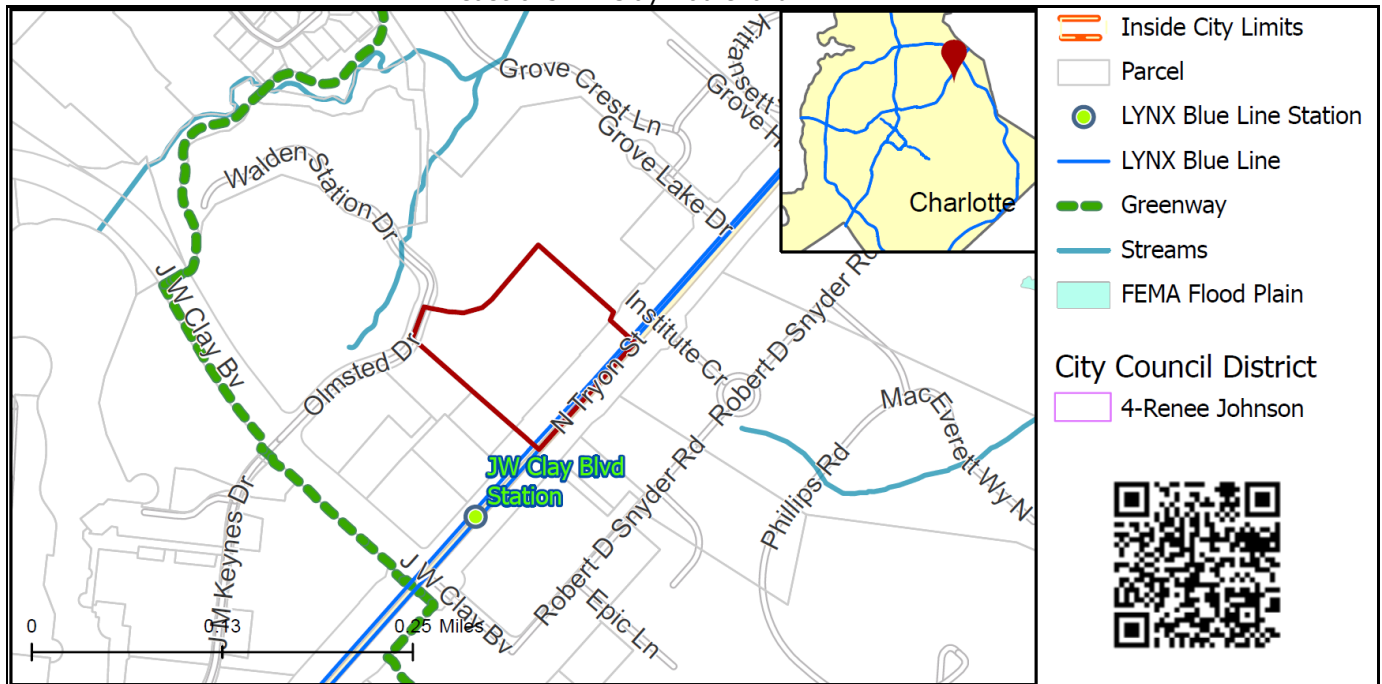 Inside City Limits
Parcel
LYNX Blue Line Station
LYNX Blue Line
Greenway
Streams
FEMA Flood Plain
City Council District
4-Renee Johnson
Charlotte
Kittansett
Grove Crest Ln
Grove H
Grove Lake Dr
Walden Station Dr
J W Clay Bv
Olmsted Dr
Institute Cr
N Tryon St
Robert D Snyder Rd
Mac Everett Wy N
JW Clay Blvd
Station
Robert D Snyder Rd
Phillips Rd
J M Keynes Dr
J W Clay Bv
Epic Ln
0
0.13
0.25 Miles